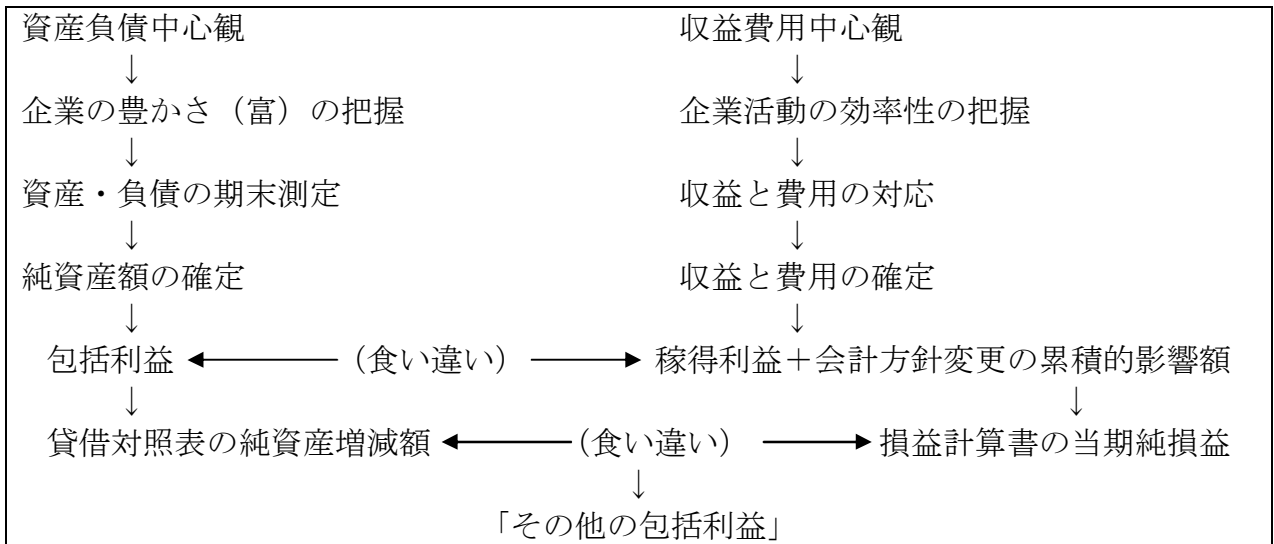 資産負債中心観 収益費用中心観
↓ ↓
企業の豊かさ（富）の把握 企業活動の効率性の把握
↓ ↓
資産・負債の期末測定 収益と費用の対応
↓ ↓
純資産額の確定 収益と費用の確定
↓ ↓
包括利益 ←（食い違い）→ 稼得利益＋会計方針変更の累積的影響額
↓ ↓
貸借対照表の純資産増減額 ←（食い違い）→ 損益計算書の当期純損益
↓
「その他の包括利益」